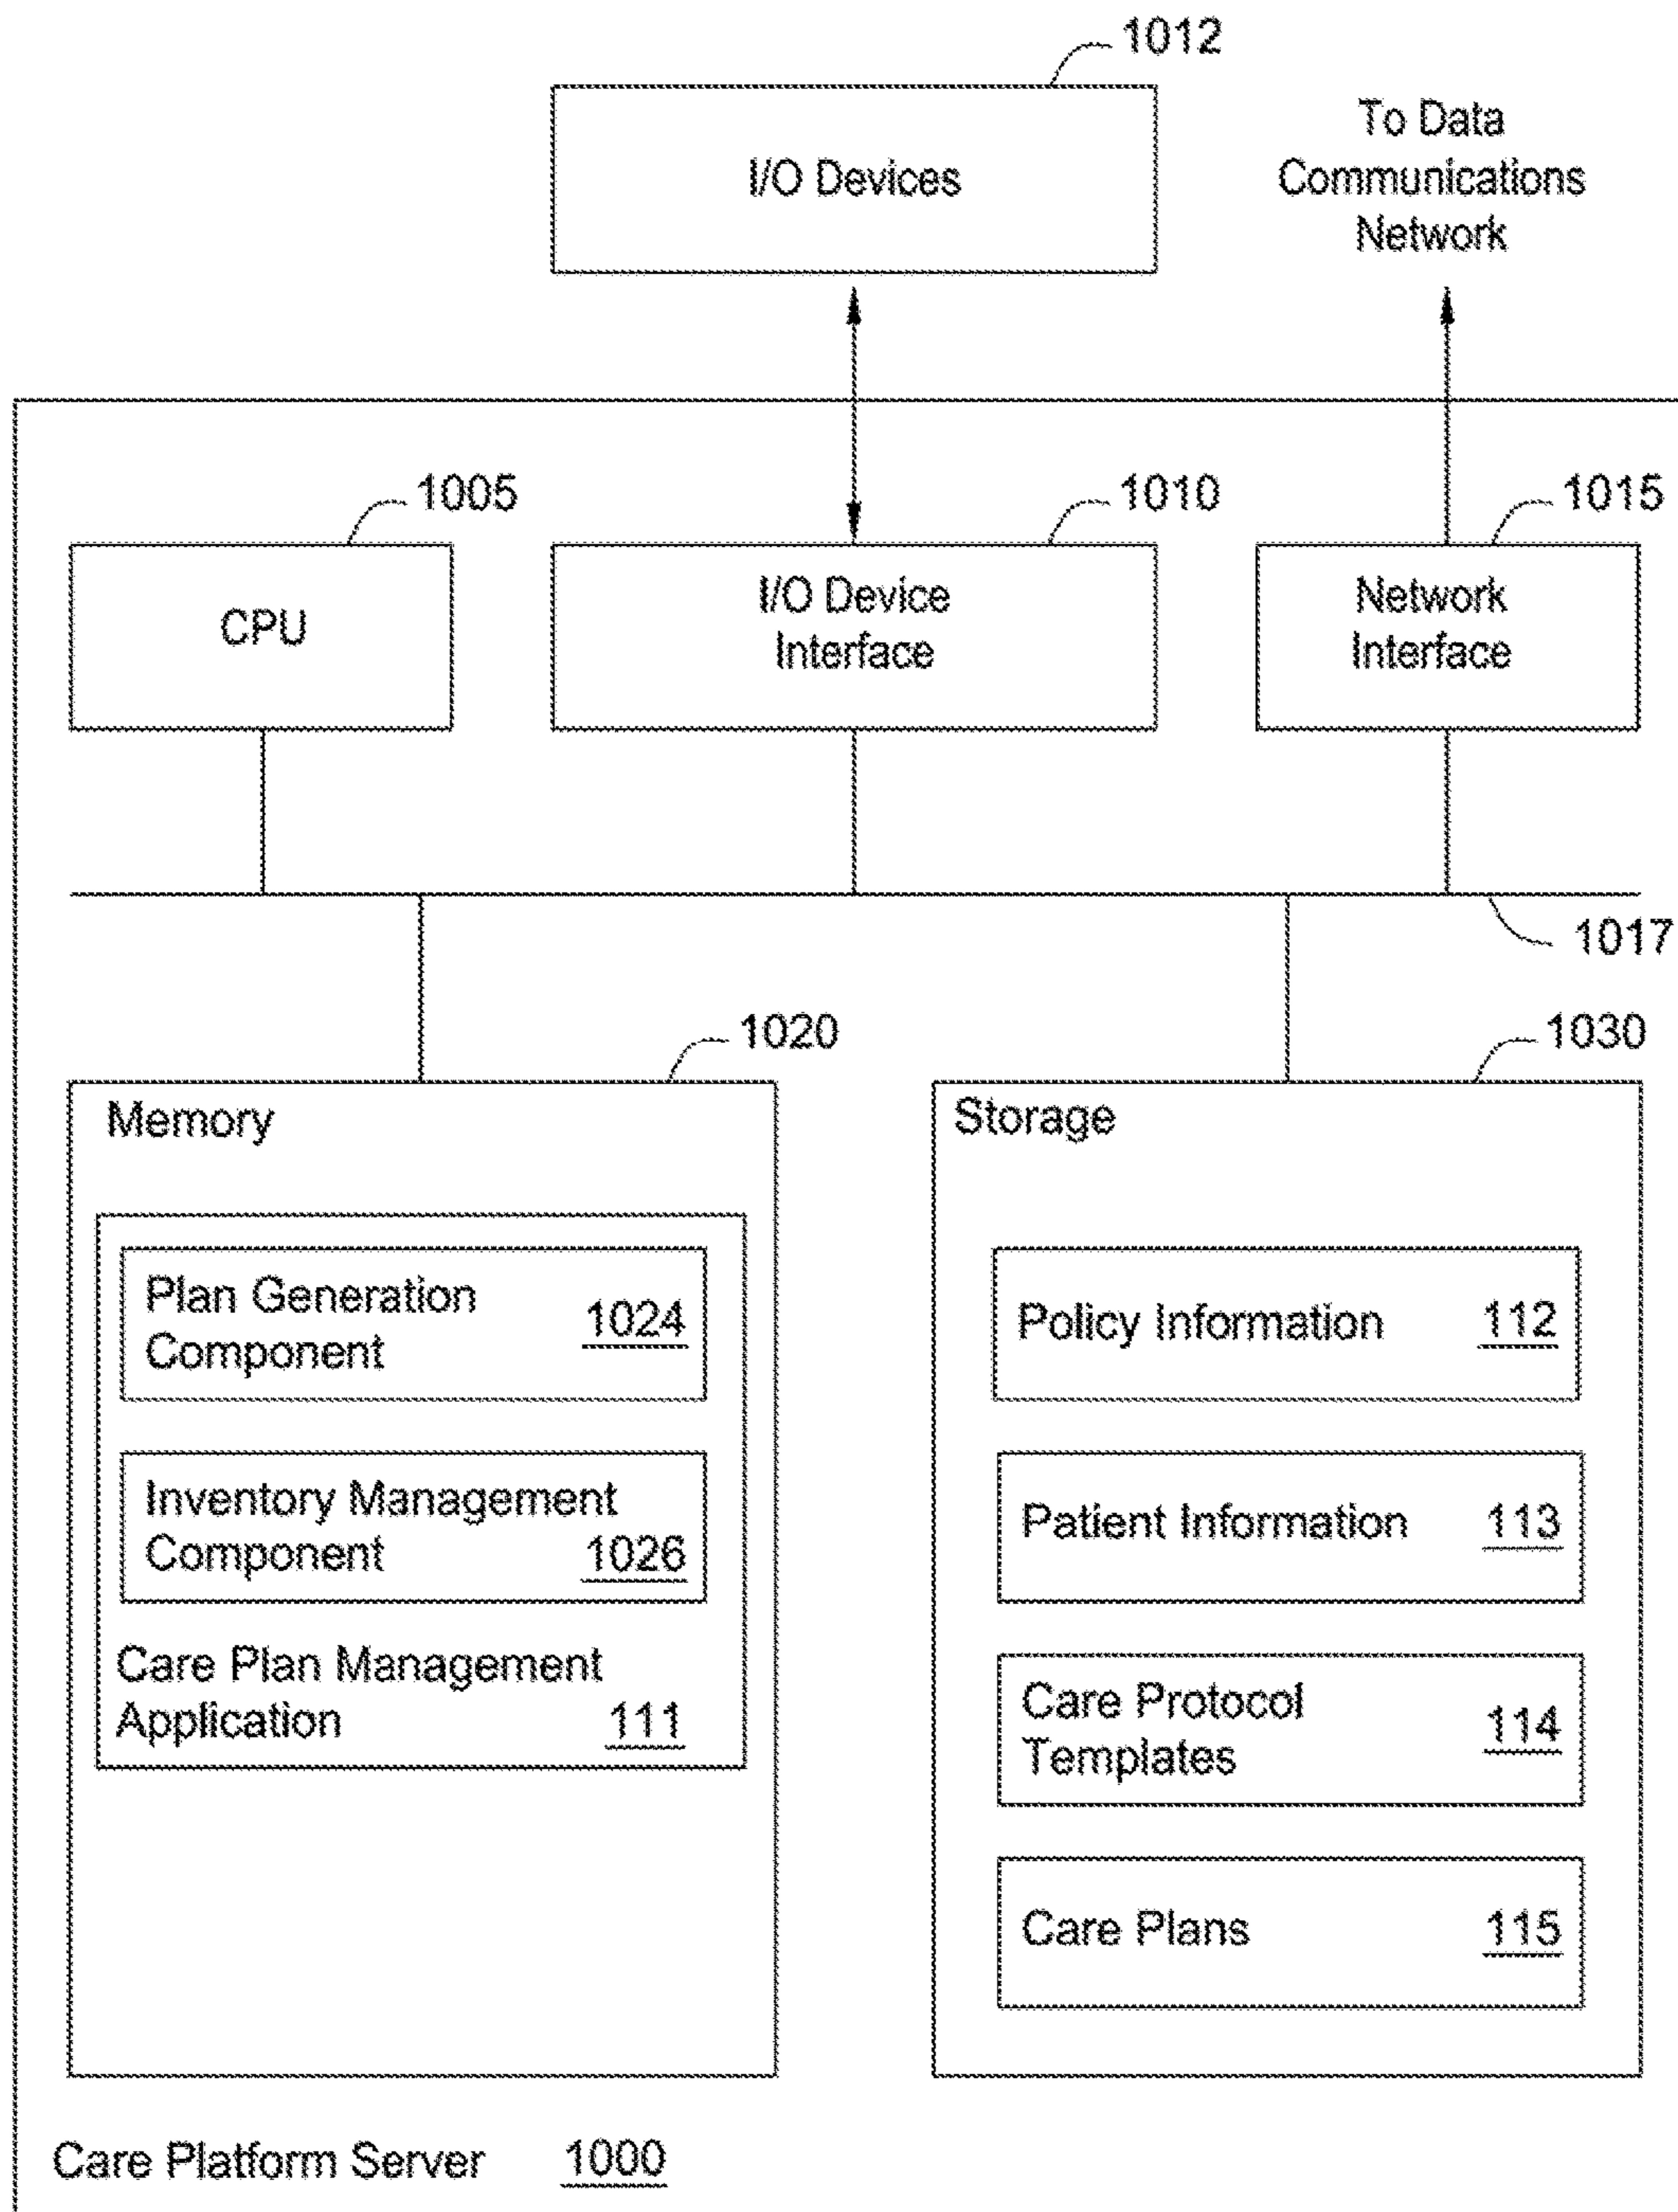 1012
I/O Devices
To Data
Communications
Network
1005
1010
1015
CPU
I/O Device
Interface
Network
Interface
1017
1020
1030
Memory
Storage
Plan Generation
Component 1024
Inventory Management
Component 1026
Care Plan Management
Application 111
Policy Information 112
Patient Information 113
Care Protocol
Templates 114
Care Plans 115
Care Platform Server 1000